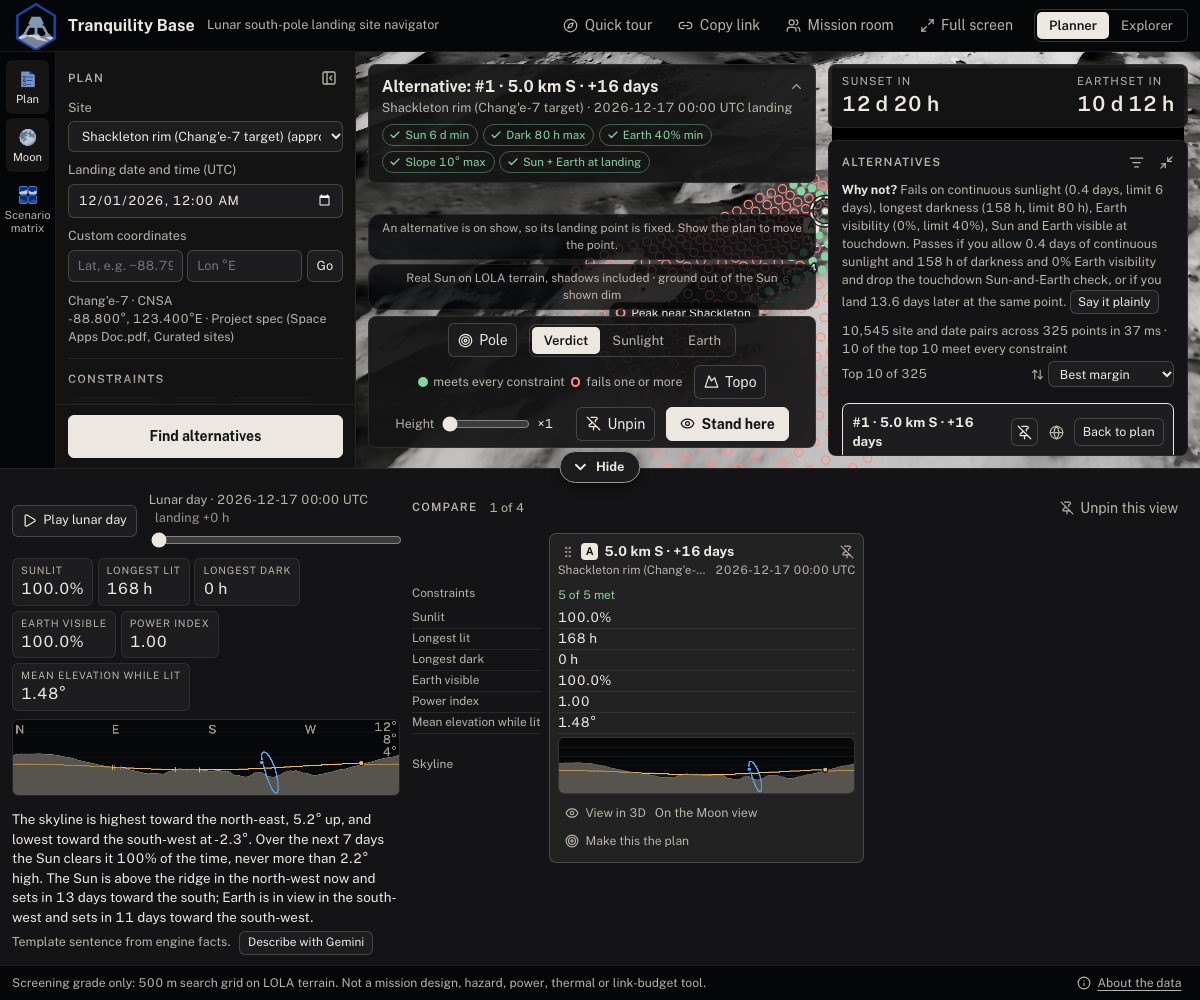 Tranquility Base
Lunar south-pole landing site navigator
Quick tour
Copy link
Mission room
Full screen
Planner
Explorer
Plan
Moon
Scenario
matrix
PLAN
Site
Shackleton rim (Chang'e-7 target) (appro
Landing date and time (UTC)
12/01/2026, 12:00 AM
Custom coordinates
Lat, e.g. -88.79
Lon °E
Go
Chang'e-7 · CNSA
-88.800°, 123.400°E · Project spec (Space
Apps Doc.pdf, Curated sites)
CONSTRAINTS
Find alternatives
Alternative: #1 · 5.0 km S · +16 days
Shackleton rim (Chang'e-7 target) · 2026-12-17 00:00 UTC landing
Sun 6 d min
Dark 80 h max
Earth 40% min
Slope 10° max
Sun + Earth at landing
An alternative is on show, so its landing point is fixed. Show the plan to move
the point.
Real Sun on LOLA terrain, shadows included · ground out of the Sun
shown dim
Peak near Shackleton
Pole
Verdict
Sunlight
Earth
meets every constraint
fails one or more
Topo
Height
×1
Unpin
Stand here
SUNSET IN
12 d 20 h
EARTHSET IN
10 d 12 h
ALTERNATIVES
Why not? Fails on continuous sunlight (0.4 days, limit 6
days), longest darkness (158 h, limit 80 h), Earth
visibility (0%, limit 40%), Sun and Earth visible at
touchdown. Passes if you allow 0.4 days of continuous
sunlight and 158 h of darkness and 0% Earth visibility
and drop the touchdown Sun-and-Earth check, or if you
land 13.6 days later at the same point.
Say it plainly
10,545 site and date pairs across 325 points in 37 ms ·
10 of the top 10 meet every constraint
Top 10 of 325
Best margin
#1 · 5.0 km S · +16
days
Back to plan
Hide
Play lunar day
Lunar day · 2026-12-17 00:00 UTC
landing +0 h
SUNLIT
100.0%
LONGEST LIT
168 h
LONGEST DARK
0 h
EARTH VISIBLE
100.0%
POWER INDEX
1.00
MEAN ELEVATION WHILE LIT
1.48°
N
E
S
W
12°
8°
4°
The skyline is highest toward the north-east, 5.2° up, and
lowest toward the south-west at -2.3°. Over the next 7 days
the Sun clears it 100% of the time, never more than 2.2°
high. The Sun is above the ridge in the north-west now and
sets in 13 days toward the south; Earth is in view in the south-
west and sets in 11 days toward the south-west.
Template sentence from engine facts.
Describe with Gemini
COMPARE
1 of 4
Unpin this view
A
5.0 km S · +16 days
Shackleton rim (Chang'e-...
2026-12-17 00:00 UTC
Constraints
5 of 5 met
Sunlit
100.0%
Longest lit
168 h
Longest dark
0 h
Earth visible
100.0%
Power index
1.00
Mean elevation while lit
1.48°
Skyline
View in 3D
On the Moon view
Make this the plan
Screening grade only: 500 m search grid on LOLA terrain. Not a mission design, hazard, power, thermal or link-budget tool.
About the data